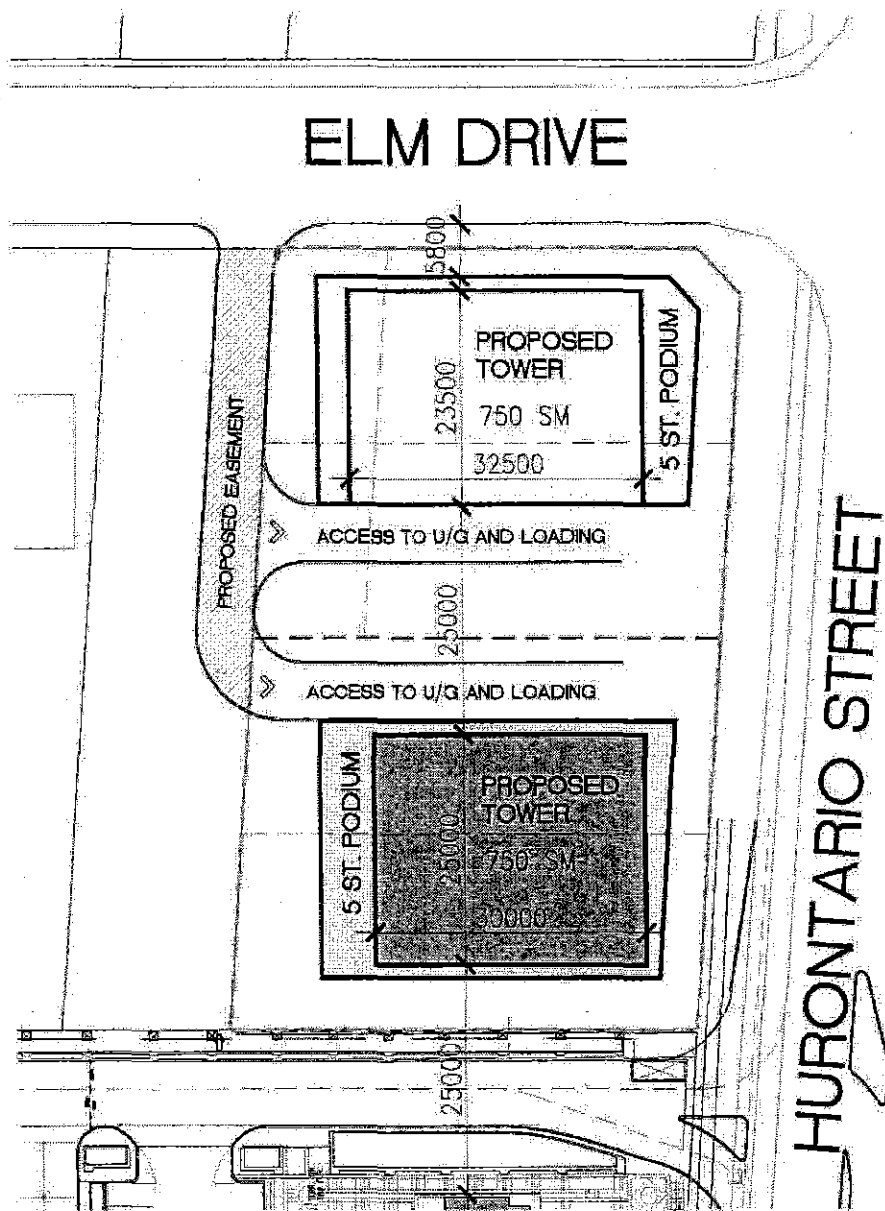 ELM DRIVE
5800
PROPOSED
TOWER
750 SM
23500
32500
5 ST. PODIUM
PROPOSED EASEMENT
ACCESS TO U/G AND LOADING
25000
ACCESS TO U/G AND LOADING
5 ST. PODIUM
PROPOSED
TOWER
750 SM
25000
30000
HURONTARIO STREET
25000